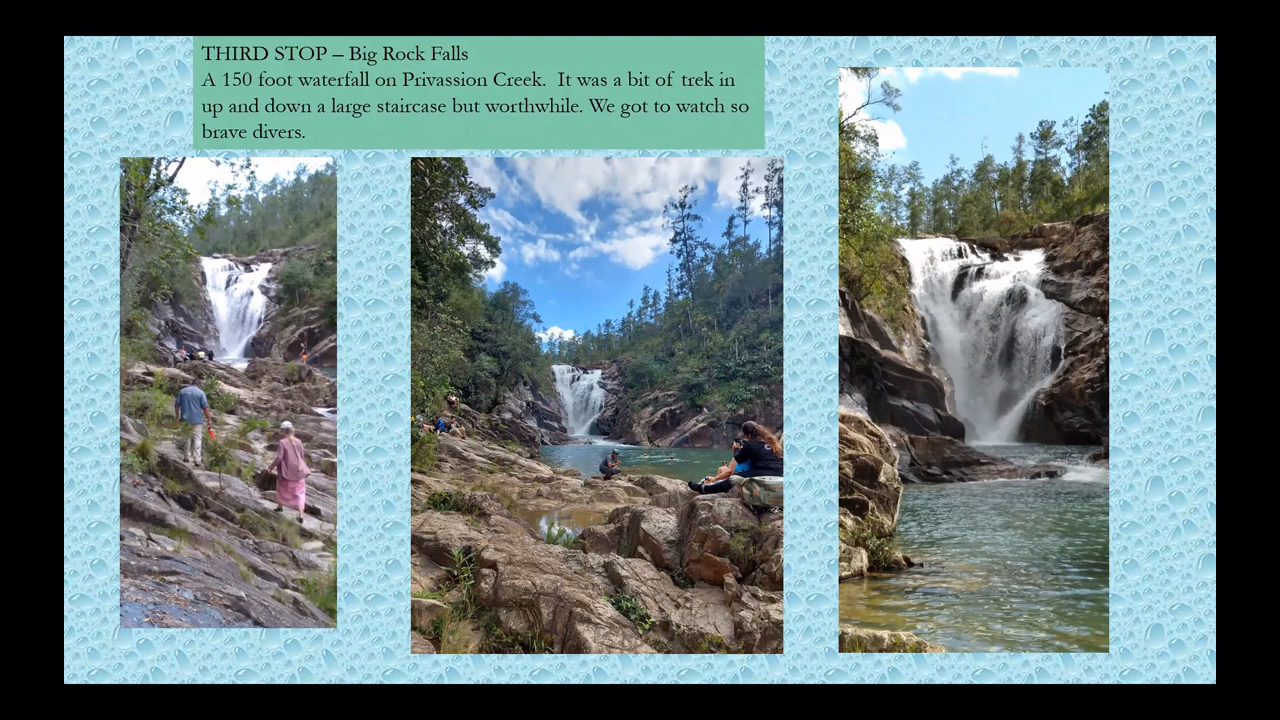 THIRD STOP – Big Rock Falls
A 150 foot waterfall on Privassion Creek.  It was a bit of trek in
up and down a large staircase but worthwhile. We got to watch so
brave divers.